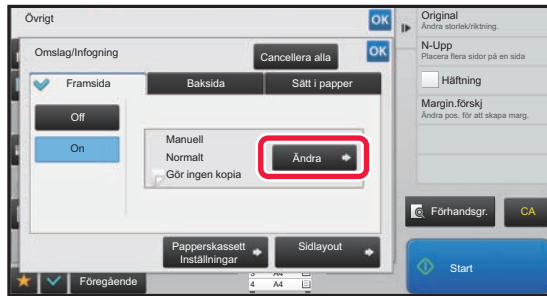 Övrigt
OK
Omslag/Infogning
Cancellera alla
OK
Framsida
Baksida
Sätt i papper
Off
On
Manuell
Normalt
Gör ingen kopia
Ändra
Papperskassett
Inställningar
Sidlayout
Föregående
3 A4
4 A4
Original
Ändra storlek/riktning.
N-Upp
Placera flera sidor på en sida
Häftning
Margin.förskj
Ändra pos. för att skapa marg.
Förhandsgr.
CA
Start